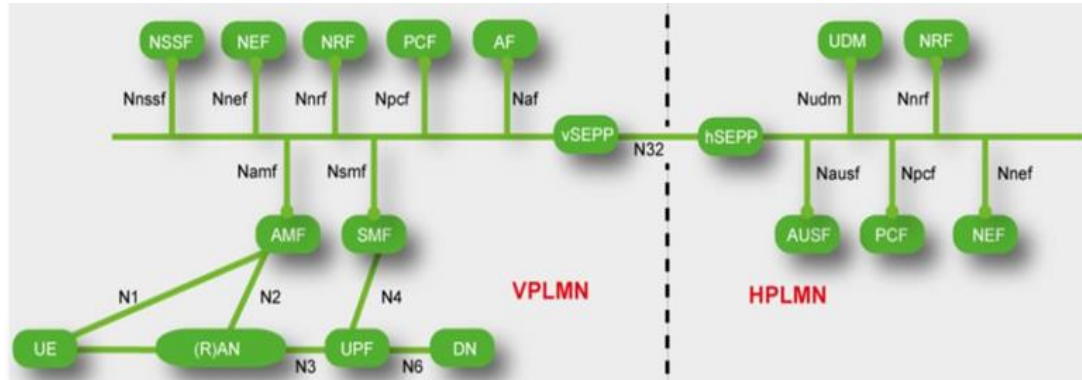 NSSF NEF NRF PCF AF UDM NRF
Nnssf Nnef Nnrf Npcf Naf Nudm Nnrf
vSEPP N32 hSEPP
Namf Nsmf Nausf Npcf Nnef
AMF SMF AUSF PCF NEF
N1 N2 N4 VPLMN HPLMN
UE (R)AN N3 UPF N6 DN